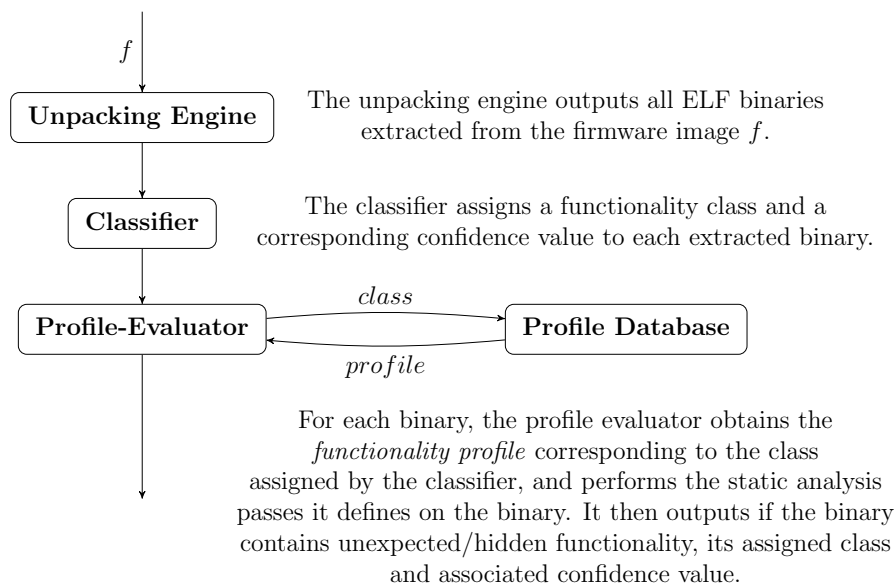 f
Unpacking Engine
The unpacking engine outputs all ELF binaries
extracted from the firmware image f.
Classifier
The classifier assigns a functionality class and a
corresponding confidence value to each extracted binary.
class
Profile-Evaluator
Profile Database
profile
For each binary, the profile evaluator obtains the
functionality profile corresponding to the class
assigned by the classifier, and performs the static analysis
passes it defines on the binary. It then outputs if the binary
contains unexpected/hidden functionality, its assigned class
and associated confidence value.